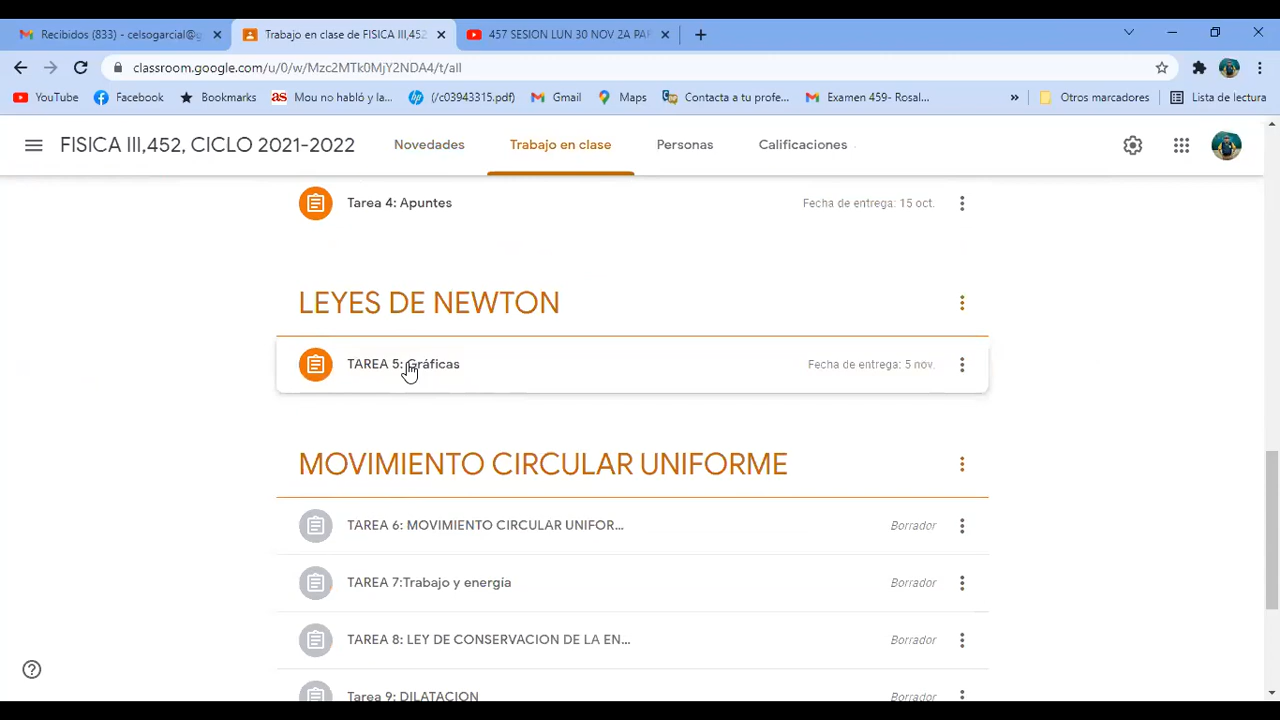 Recibidos (833) - celsogarcial@g
Trabajo en clase de FISICA III,452
457 SESION LUN 30 NOV 2A PAR
classroom.google.com/u/0/w/Mzc2MTk0MjY2NDA4/t/all
YouTube
Facebook
Bookmarks
Mou no habló y la...
(/c03943315.pdf)
Gmail
Maps
Contacta a tu profe...
Examen 459- Rosal...
»
Otros marcadores
Lista de lectura
FISICA III,452, CICLO 2021-2022
Novedades
Trabajo en clase
Personas
Calificaciones
Tarea 4: Apuntes
Fecha de entrega: 15 oct.
LEYES DE NEWTON
TAREA 5: Gráficas
Fecha de entrega: 5 nov.
MOVIMIENTO CIRCULAR UNIFORME
TAREA 6: MOVIMIENTO CIRCULAR UNIFOR...
Borrador
TAREA 7:Trabajo y energía
Borrador
TAREA 8: LEY DE CONSERVACION DE LA EN...
Borrador
Tarea 9: DILATACION